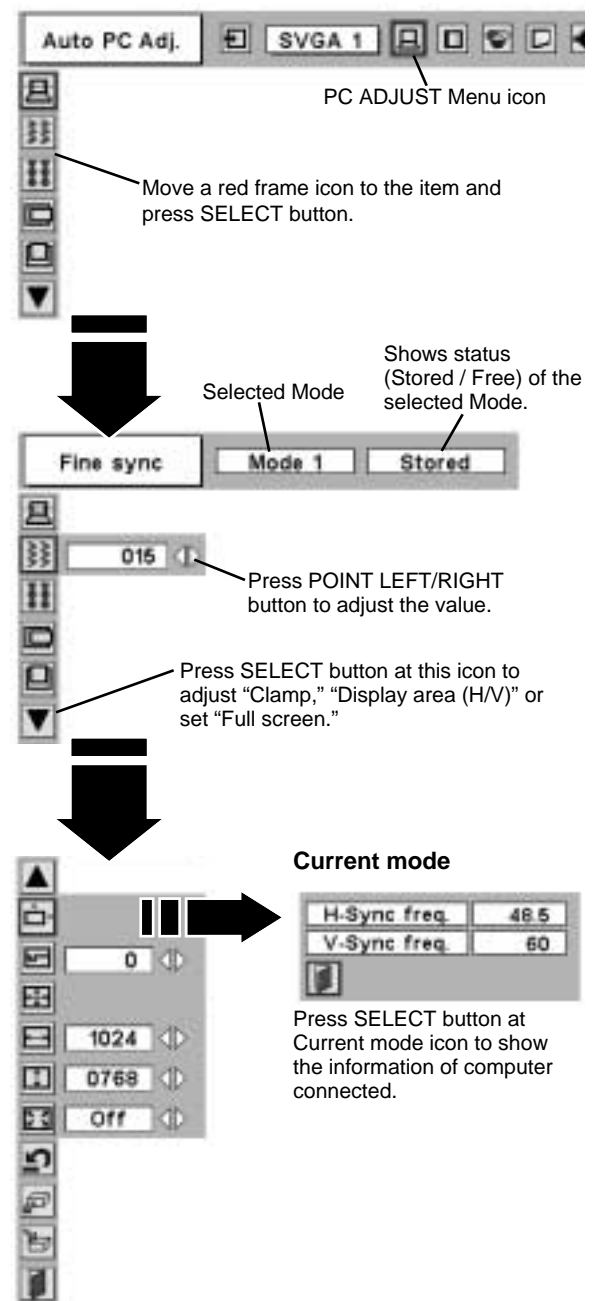 Auto PC Adj. SVGA 1
PC ADJUST Menu icon
Move a red frame icon to the item and
press SELECT button.
Shows status
(Stored / Free) of the
selected Mode.
Selected Mode
Fine sync Mode 1 Stored
015
Press POINT LEFT/RIGHT
button to adjust the value.
Press SELECT button at this icon to
adjust “Clamp,” “Display area (H/V)” or
set “Full screen.”
Current mode
H-Sync freq. 48.5
V-Sync freq. 60
Press SELECT button at
Current mode icon to show
the information of computer
connected.
0
1024
0768
Off